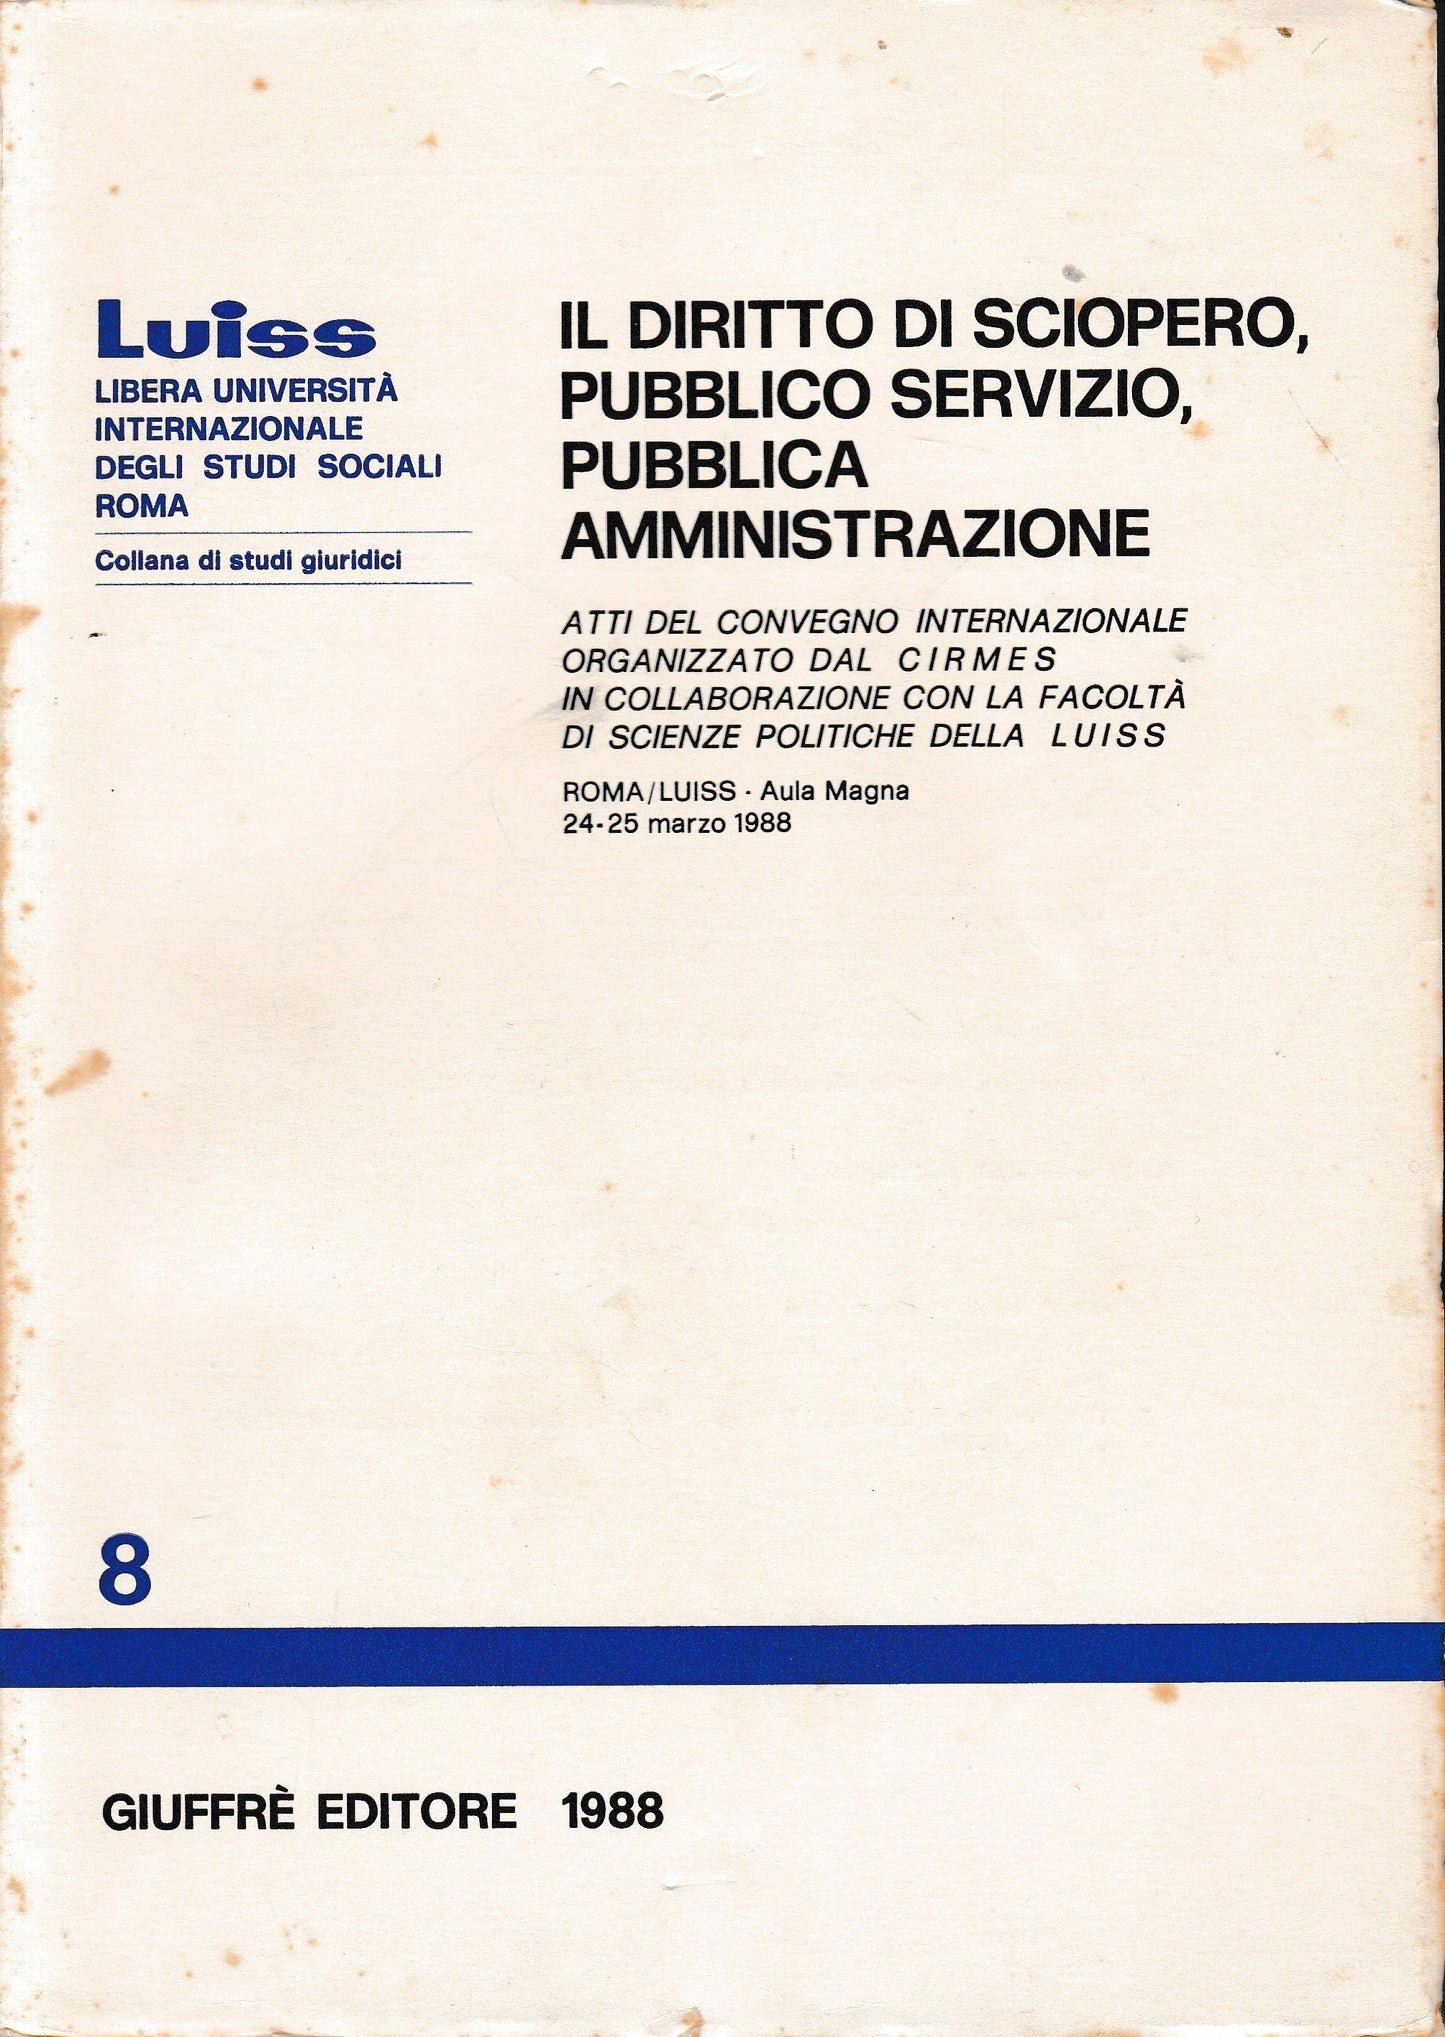 Luiss
LIBERA UNIVERSITÀ
INTERNAZIONALE
DEGLI STUDI SOCIALI
ROMA
Collana di studi giuridici
IL DIRITTO DI SCIOPERO,
PUBBLICO SERVIZIO,
PUBBLICA
AMMINISTRAZIONE
ATTI DEL CONVEGNO INTERNAZIONALE
ORGANIZZATO DAL CIRMES
IN COLLABORAZIONE CON LA FACOLTÀ
DI SCIENZE POLITICHE DELLA LUISS
ROMA/LUISS · Aula Magna
24-25 marzo 1988
8
GIUFFRÈ EDITORE 1988